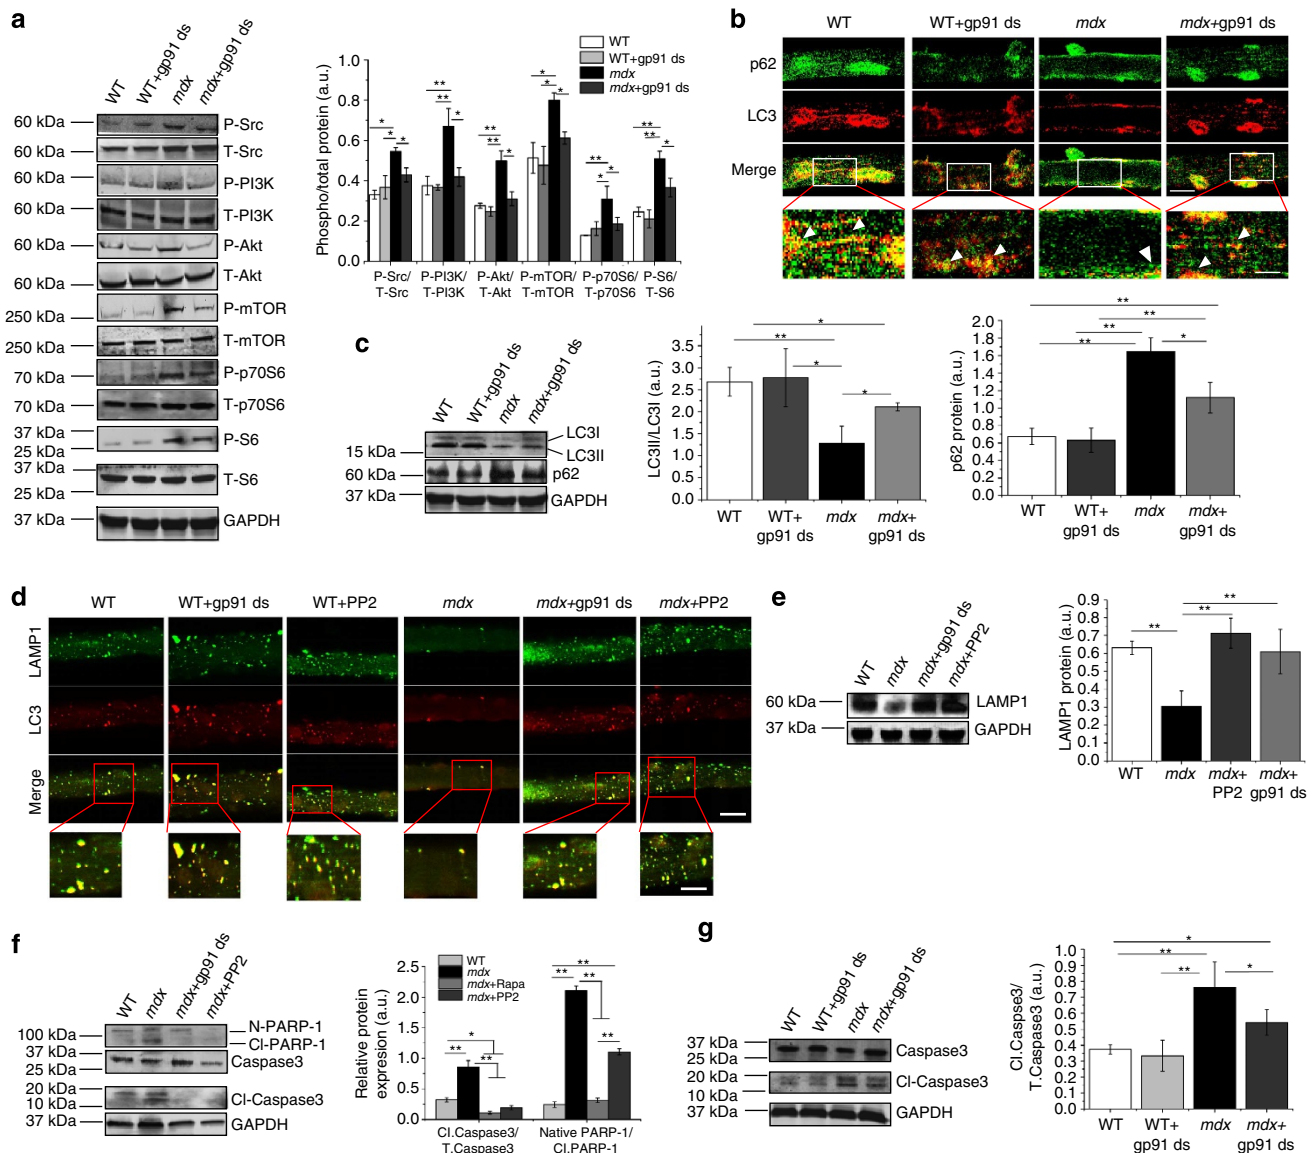 a
WT
WT+gp91 ds
mdx
mdx+gp91 ds
60 kDa
P-Src
60 kDa
T-Src
60 kDa
P-PI3K
60 kDa
T-PI3K
60 kDa
P-Akt
60 kDa
T-Akt
250 kDa
P-mTOR
250 kDa
T-mTOR
70 kDa
P-p70S6
70 kDa
T-p70S6
37 kDa
25 kDa
P-S6
37 kDa
25 kDa
T-S6
37 kDa
GAPDH
Phospho/total protein (a.u.)
1.0
0.8
0.6
0.4
0.2
0.0
WT
WT+gp91 ds
mdx
mdx+gp91 ds
* * *
** ** *
** ** *
* * *
** * *
** ** *
P-Src/ P-PI3K/ P-Akt/ P-mTOR/ P-p70S6/ P-S6/
T-Src T-PI3K T-Akt T-mTOR T-p70S6 T-S6
b
WT WT+gp91 ds mdx mdx+gp91 ds
p62
LC3
Merge
c
WT
WT+gp91 ds
mdx
mdx+gp91 ds
LC3I
LC3II
15 kDa
60 kDa
p62
37 kDa
GAPDH
LC3II/LC3I (a.u.)
3.5
3.0
2.5
2.0
1.5
1.0
0.5
0.0
*
**
*
*
WT WT+ mdx mdx+
gp91 ds gp91 ds
p62 protein (a.u.)
2.0
1.8
1.6
1.4
1.2
1.0
0.8
0.6
0.4
0.2
0.0
**
**
**
**
*
WT WT+ mdx mdx+
gp91 ds gp91 ds
d
WT WT+gp91 ds WT+PP2 mdx mdx+gp91 ds mdx+PP2
LAMP1
LC3
Merge
e
WT
mdx
mdx+gp91 ds
mdx+PP2
60 kDa
LAMP1
37 kDa
GAPDH
LAMP1 protein (a.u.)
0.9
0.8
0.7
0.6
0.5
0.4
0.3
0.2
0.1
0.0
**
**
**
WT mdx mdx+ mdx+
PP2 gp91 ds
f
WT
mdx
mdx+gp91 ds
mdx+PP2
100 kDa
N-PARP-1
Cl-PARP-1
37 kDa
25 kDa
Caspase3
20 kDa
10 kDa
Cl-Caspase3
37 kDa
GAPDH
Relative protein
expresion (a.u.)
2.5
2.0
1.5
1.0
0.5
0.0
WT
mdx
mdx+Rapa
mdx+PP2
*
**
**
**
**
**
**
Cl.Caspase3/ Native PARP-1/
T.Caspase3 Cl.PARP-1
g
WT
WT+gp91 ds
mdx
mdx+gp91 ds
37 kDa
25 kDa
Caspase3
20 kDa
10 kDa
Cl-Caspase3
37 kDa
GAPDH
Cl.Caspse3/
T.Caspase3 (a.u.)
1.0
0.9
0.8
0.7
0.6
0.5
0.4
0.3
0.2
0.1
0.0
*
**
**
*
WT WT+ mdx mdx+
gp91 ds gp91 ds